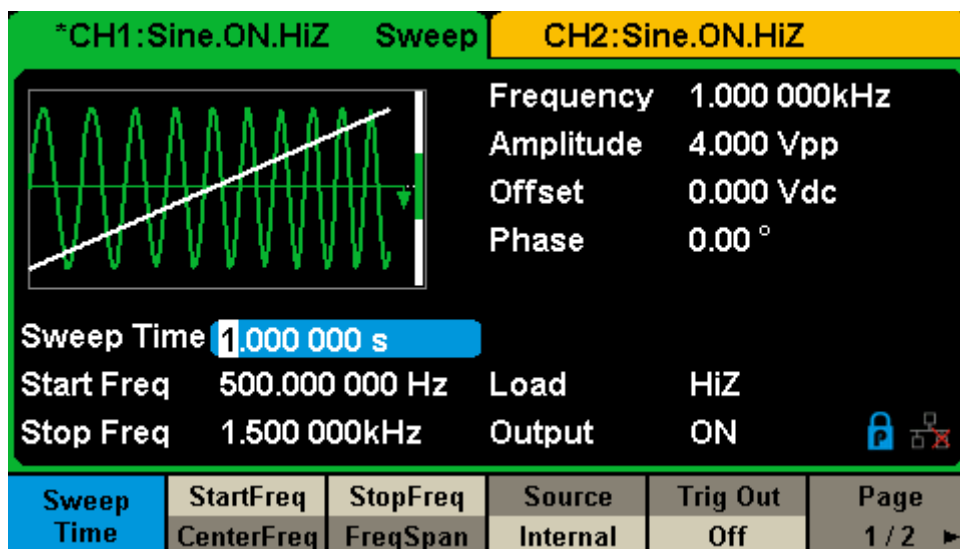 *CH1:Sine.ON.HiZ Sweep CH2:Sine.ON.HiZ
Frequency 1.000 000kHz
Amplitude 4.000 Vpp
Offset 0.000 Vdc
Phase 0.00 °
Sweep Time 1.000 000 s
Start Freq 500.000 000 Hz Load HiZ
Stop Freq 1.500 000kHz Output ON P
Sweep Time StartFreq StopFreq Source Trig Out Page
CenterFreq FreqSpan Internal Off 1/2 ►